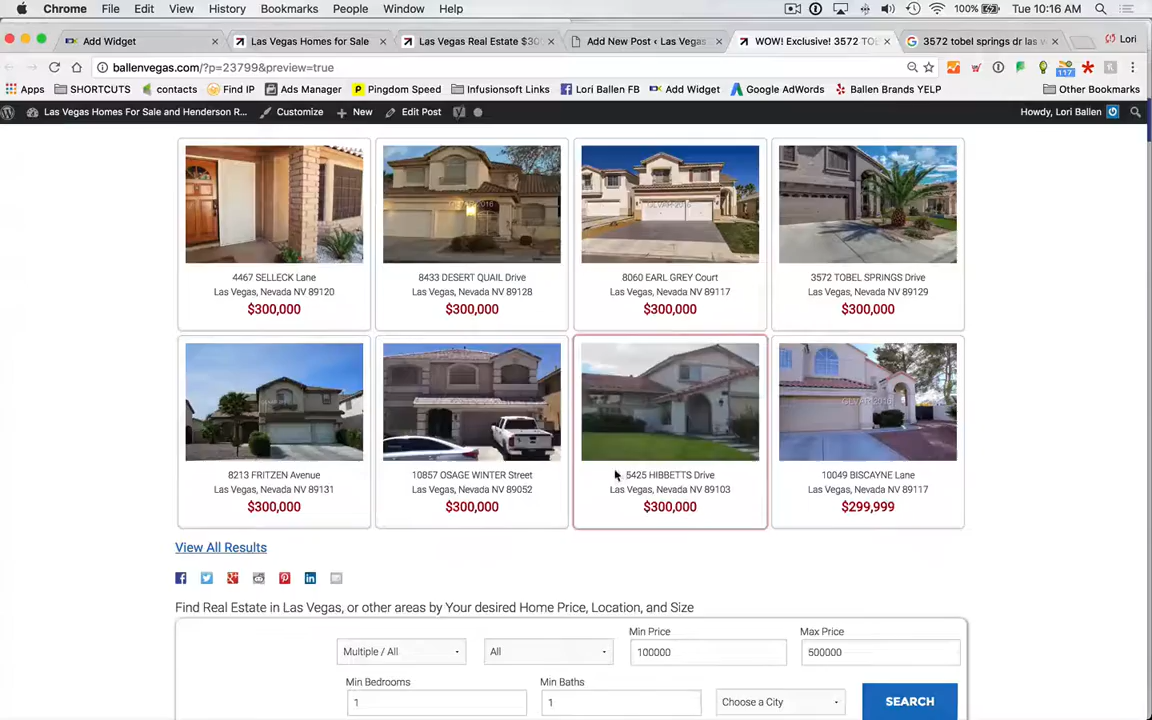 Chrome File Edit View History Bookmarks People Window Help 100% Tue 10:16 AM
Add Widget × Las Vegas Homes for Sale × Las Vegas Real Estate $30 × Add New Post ‹ Las Vegas × WOW! Exclusive! 3572 TOB × 3572 tobel springs dr las v × Lori
ballenvegas.com/?p=23799&preview=true
Apps SHORTCUTS contacts Find IP Ads Manager Pingdom Speed Infusionsoft Links Lori Ballen FB Add Widget Google AdWords Ballen Brands YELP 117 Other Bookmarks
Las Vegas Homes For Sale and Henderson R... Customize New Edit Post Howdy, Lori Ballen
GLVAR 2016
4467 SELLECK Lane
Las Vegas, Nevada NV 89120
$300,000
8433 DESERT QUAIL Drive
Las Vegas, Nevada NV 89128
$300,000
8060 EARL GREY Court
Las Vegas, Nevada NV 89117
$300,000
3572 TOBEL SPRINGS Drive
Las Vegas, Nevada NV 89129
$300,000
8213 FRITZEN Avenue
Las Vegas, Nevada NV 89131
$300,000
10857 OSAGE WINTER Street
Las Vegas, Nevada NV 89052
$300,000
5425 HIBBETTS Drive
Las Vegas, Nevada NV 89103
$300,000
10049 BISCAYNE Lane
Las Vegas, Nevada NV 89117
$299,999
View All Results
Find Real Estate in Las Vegas, or other areas by Your desired Home Price, Location, and Size
Min Price Max Price
Multiple / All All 100000 500000
Min Bedrooms Min Baths
1 1 Choose a City SEARCH